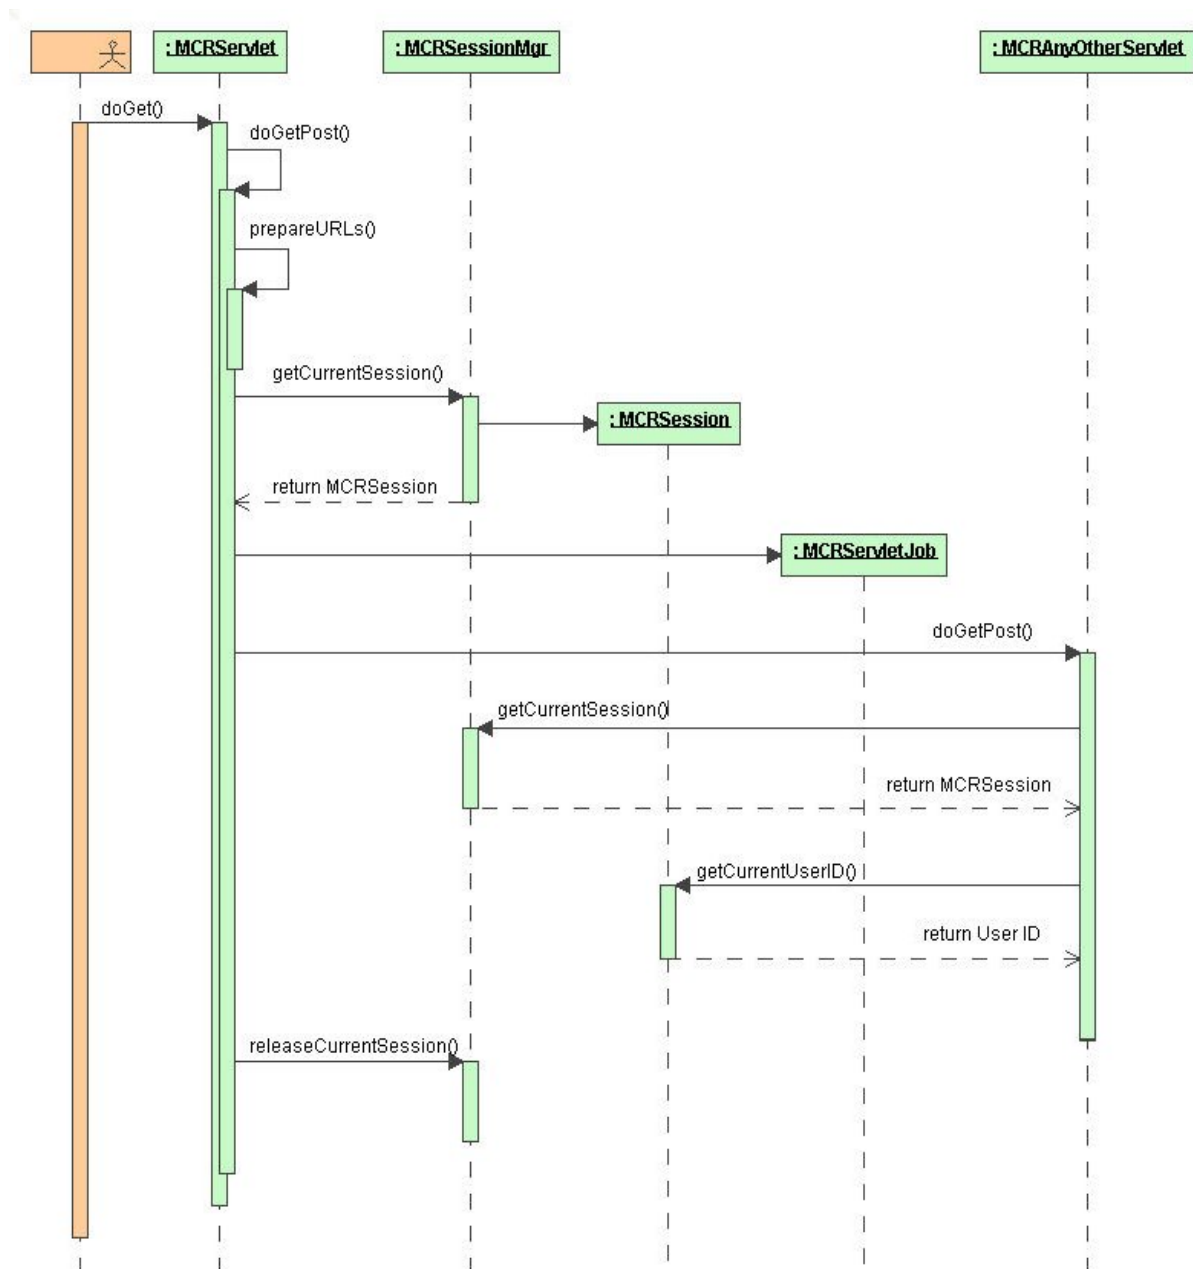 : MCRServlet
: MCRSessionMgr
: MCRAnyOtherServlet
doGet()
doGetPost()
prepareURLs()
getCurrentSession()
: MCRSession
return MCRSession
: MCRServletJob
doGetPost()
getCurrentSession()
return MCRSession
getCurrentUserID()
return User ID
releaseCurrentSession()